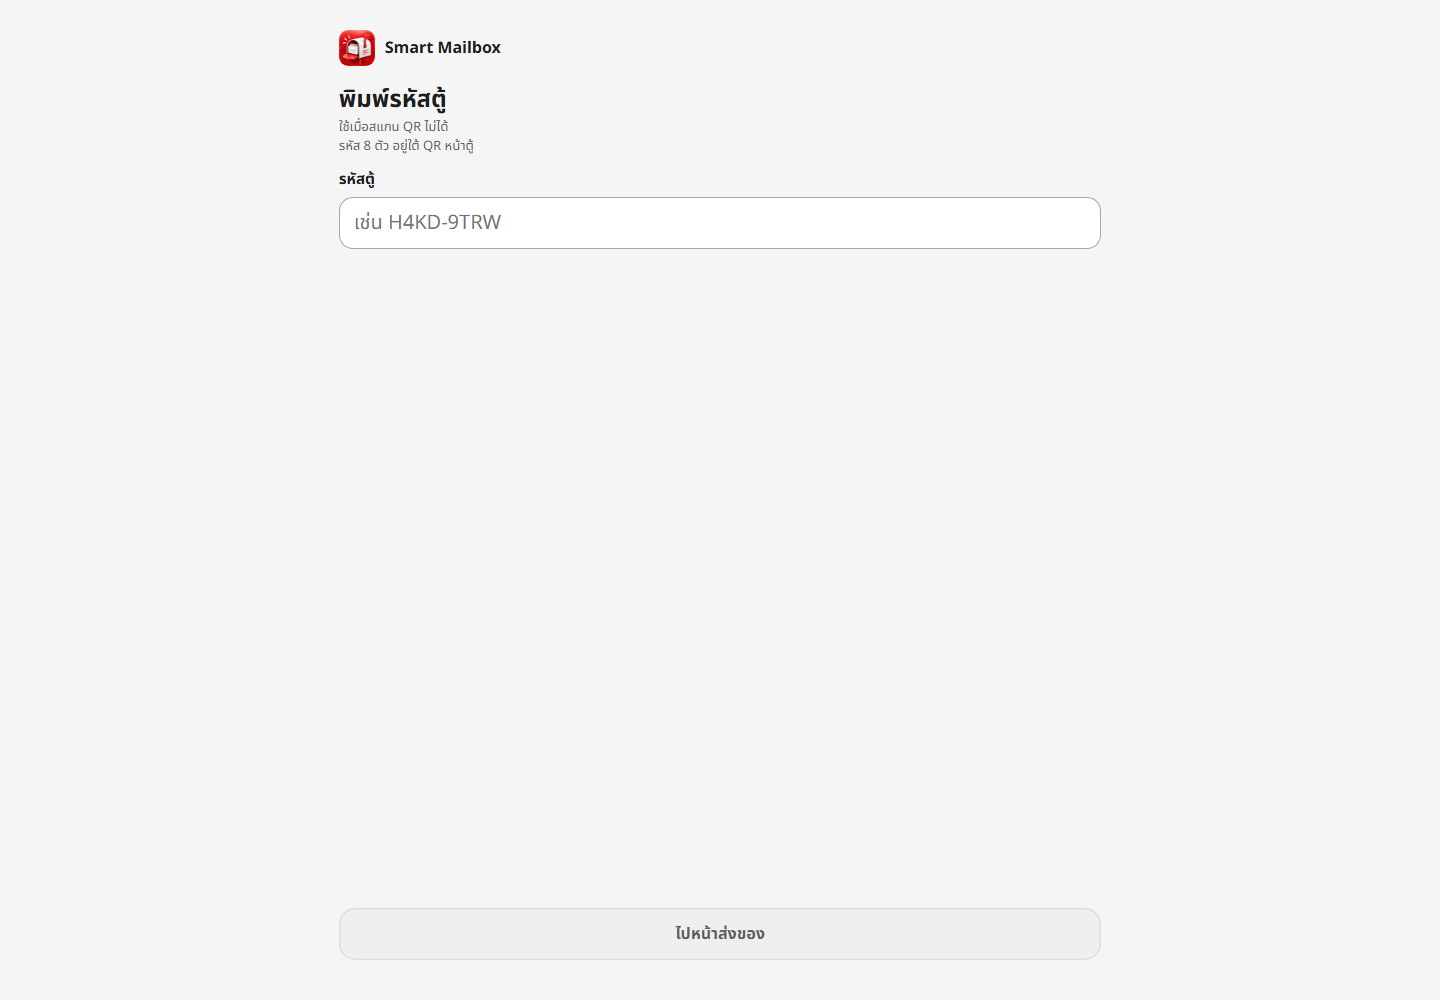 Smart Mailbox
พิมพ์รหัสตู้
ใช้เมื่อสแกน QR ไม่ได้
รหัส 8 ตัว อยู่ใต้ QR หน้าตู้
รหัสตู้
เช่น H4KD-9TRW
ไปหน้าส่งของ